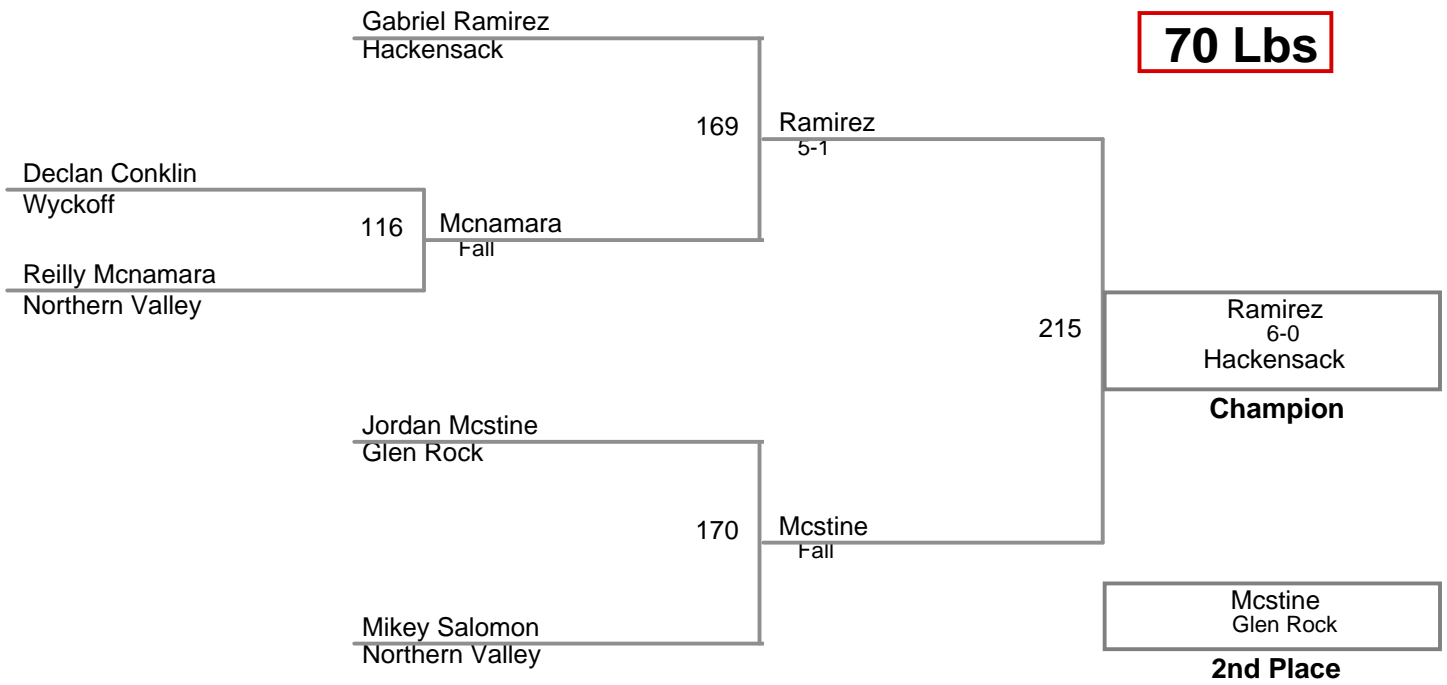 Gabriel Ramirez
Hackensack
70 Lbs
169
Ramirez
5-1
Declan Conklin
Wyckoff
116
Mcnamara
Fall
Reilly Mcnamara
Northern Valley
215
Ramirez
6-0
Hackensack
Champion
Jordan Mcstine
Glen Rock
170
Mcstine
Fall
Mikey Salomon
Northern Valley
Mcstine
Glen Rock
2nd Place